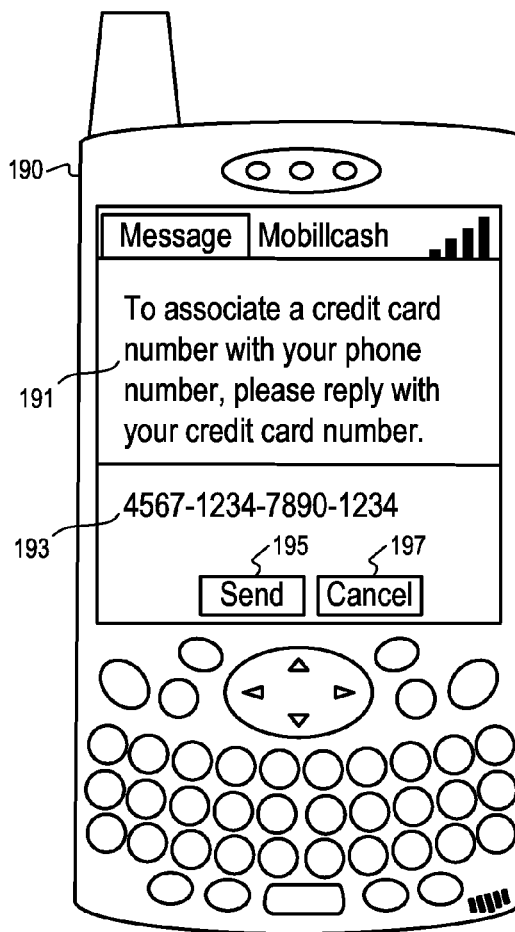 190
Message Mobillcash
To associate a credit card
number with your phone
191
number, please reply with
your credit card number.
4567-1234-7890-1234
193
195 197
Send Cancel